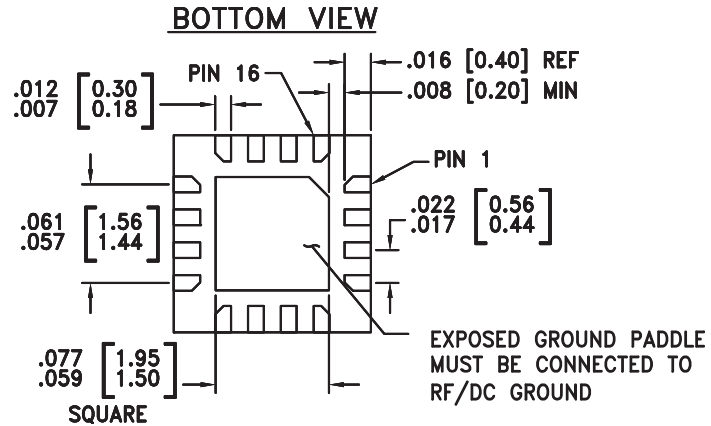 BOTTOM VIEW
.016 [0.40] REF
PIN 16
.008 [0.20] MIN
.012 [0.30]
.007 [0.18]
PIN 1
.022 [0.56]
.017 [0.44]
.061 [1.56]
.057 [1.44]
EXPOSED GROUND PADDLE
MUST BE CONNECTED TO
RF/DC GROUND
.077 [1.95]
.059 [1.50]
SQUARE